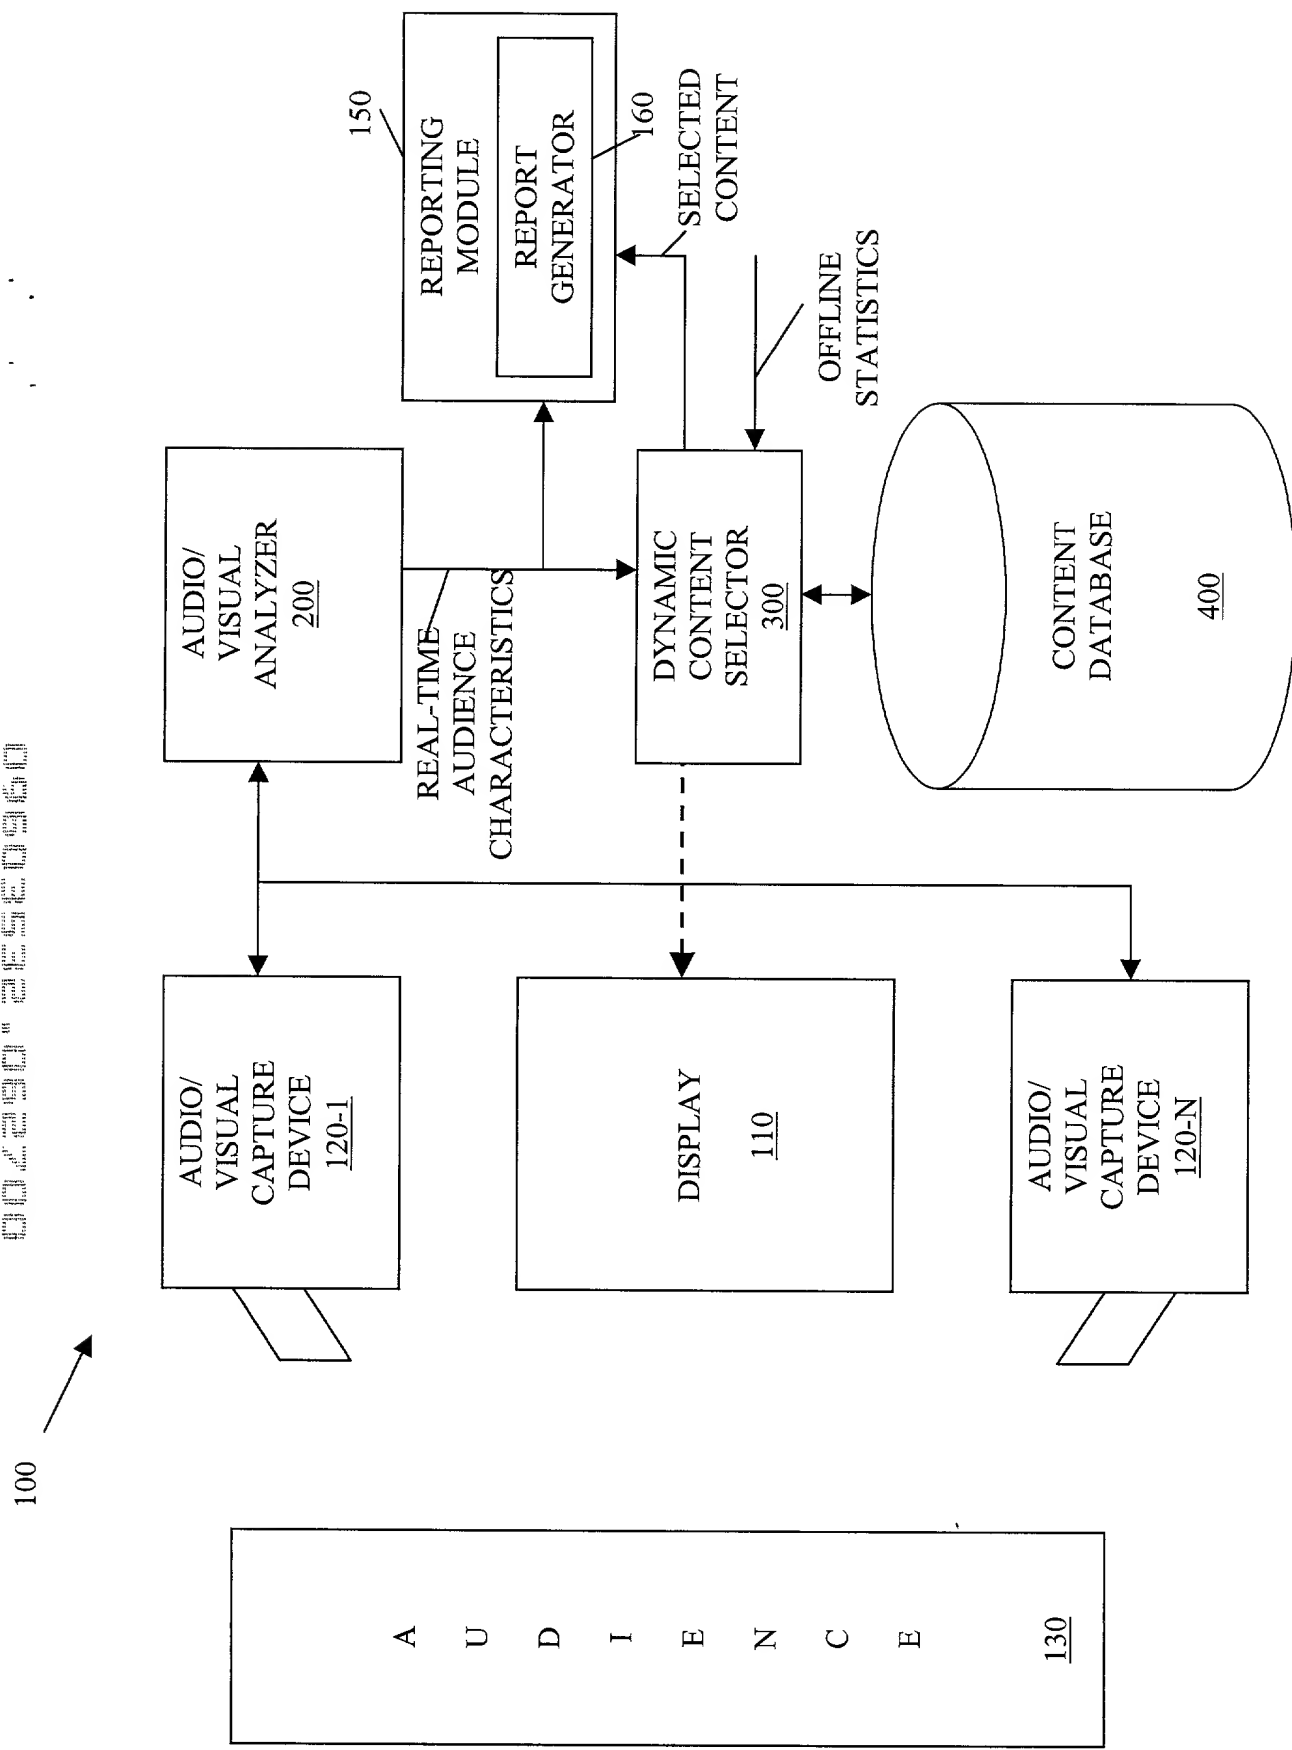 100
AUDIENCE
130
AUDIO/
VISUAL
CAPTURE
DEVICE
120-1
DISPLAY
110
AUDIO/
VISUAL
CAPTURE
DEVICE
120-N
AUDIO/
VISUAL
ANALYZER
200
REAL-TIME
AUDIENCE
CHARACTERISTICS
DYNAMIC
CONTENT
SELECTOR
300
CONTENT
DATABASE
400
150
REPORTING
MODULE
REPORT
GENERATOR
160
SELECTED
CONTENT
OFFLINE
STATISTICS